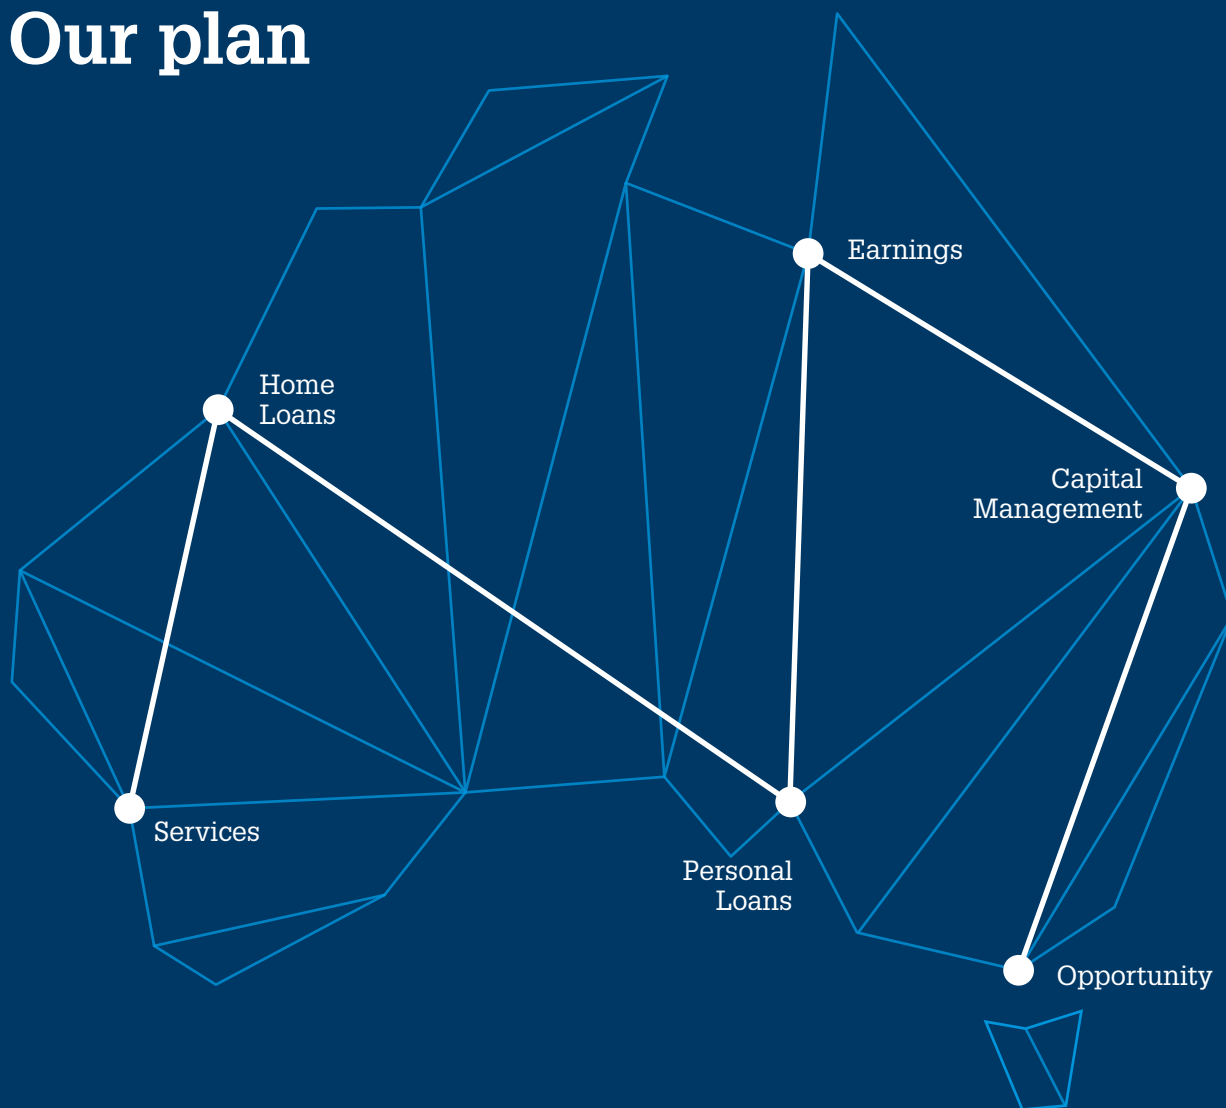 Our plan
Earnings
Home
Loans
Capital
Management
Services
Personal
Loans
Opportunity